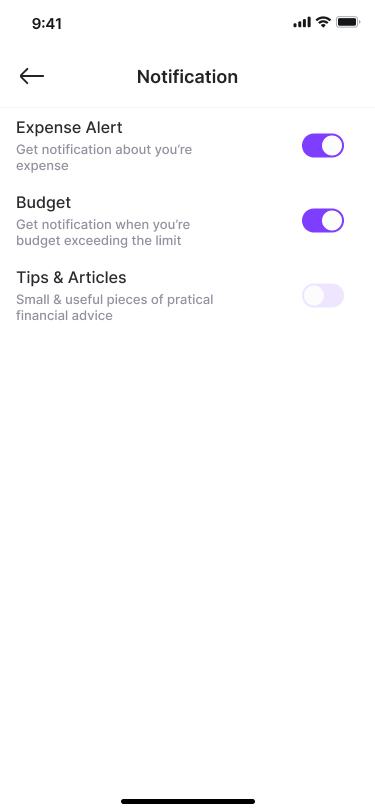 9:41
Notification
Expense Alert
Get notification about you’re
expense
Budget
Get notification when you’re
budget exceeding the limit
Tips & Articles
Small & useful pieces of pratical
financial advice